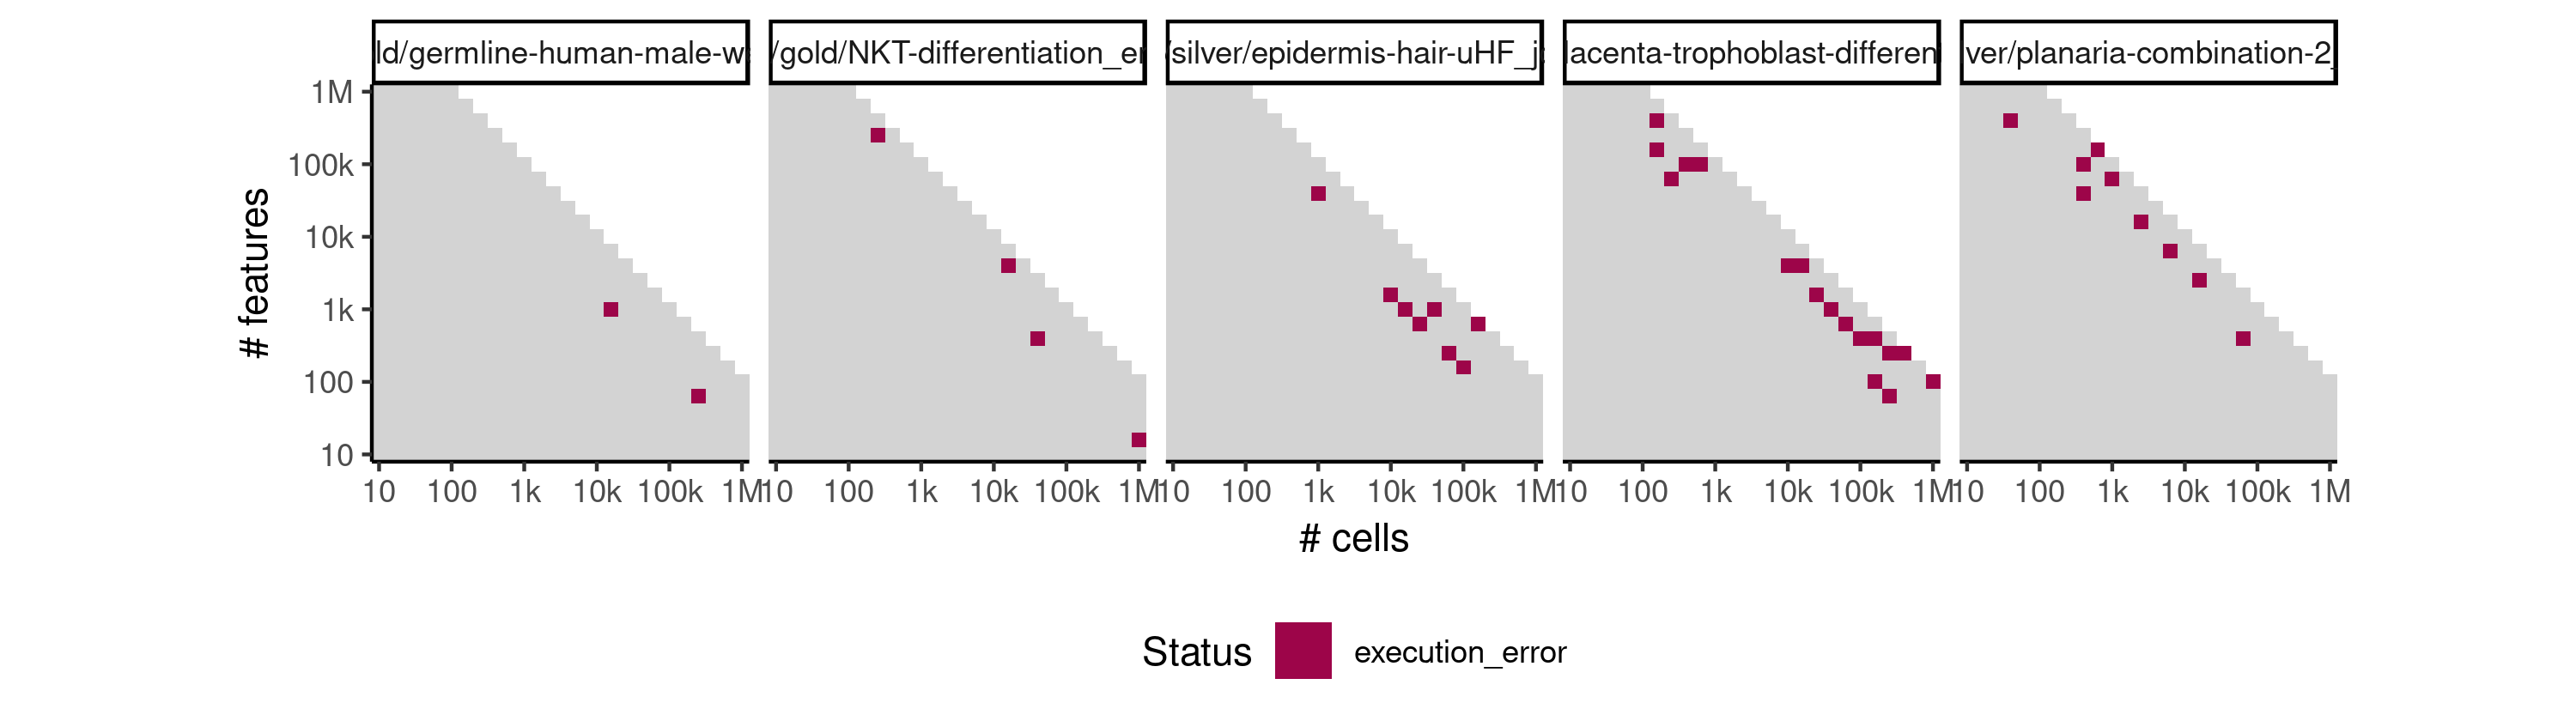 ld/germline-human-male-w
/gold/NKT-differentiation_er
/silver/epidermis-hair-uHF_j
lacenta-trophoblast-differen
ver/planaria-combination-2
# features
1M
100k
10k
1k
100
10
10 100 1k 10k 100k 1M
10 100 1k 10k 100k 1M
10 100 1k 10k 100k 1M
10 100 1k 10k 100k 1M
10 100 1k 10k 100k 1M
# cells
Status execution_error